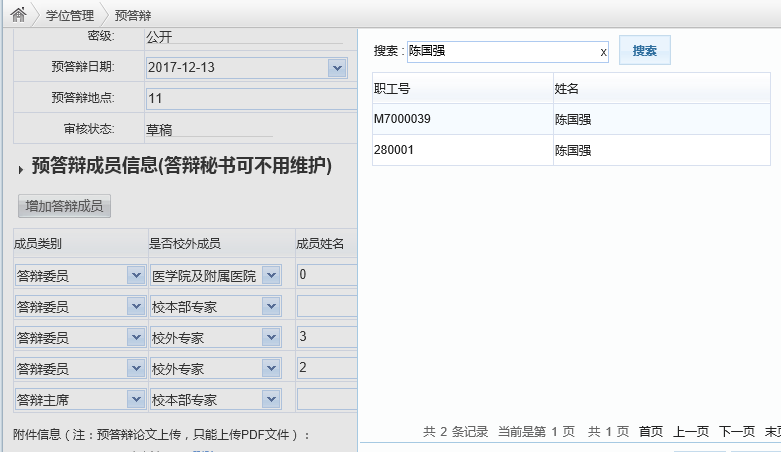 学位管理 预答辩
密级: 公开
预答辩日期: 2017-12-13
预答辩地点: 11
审核状态: 草稿
预答辩成员信息(答辩秘书可不用维护)
增加答辩成员
成员类别 是否校外成员 成员姓名
答辩委员 医学院及附属医院 0
答辩委员 校本部专家
答辩委员 校外专家 3
答辩委员 校外专家 2
答辩主席 校本部专家
附件信息（注：预答辩论文上传，只能上传PDF文件）：
搜索 : 陈国强 x 搜索
职工号 姓名
M7000039 陈国强
280001 陈国强
共 2 条记录 当前是第 1 页 共 1 页 首页 上一页 下一页 末页